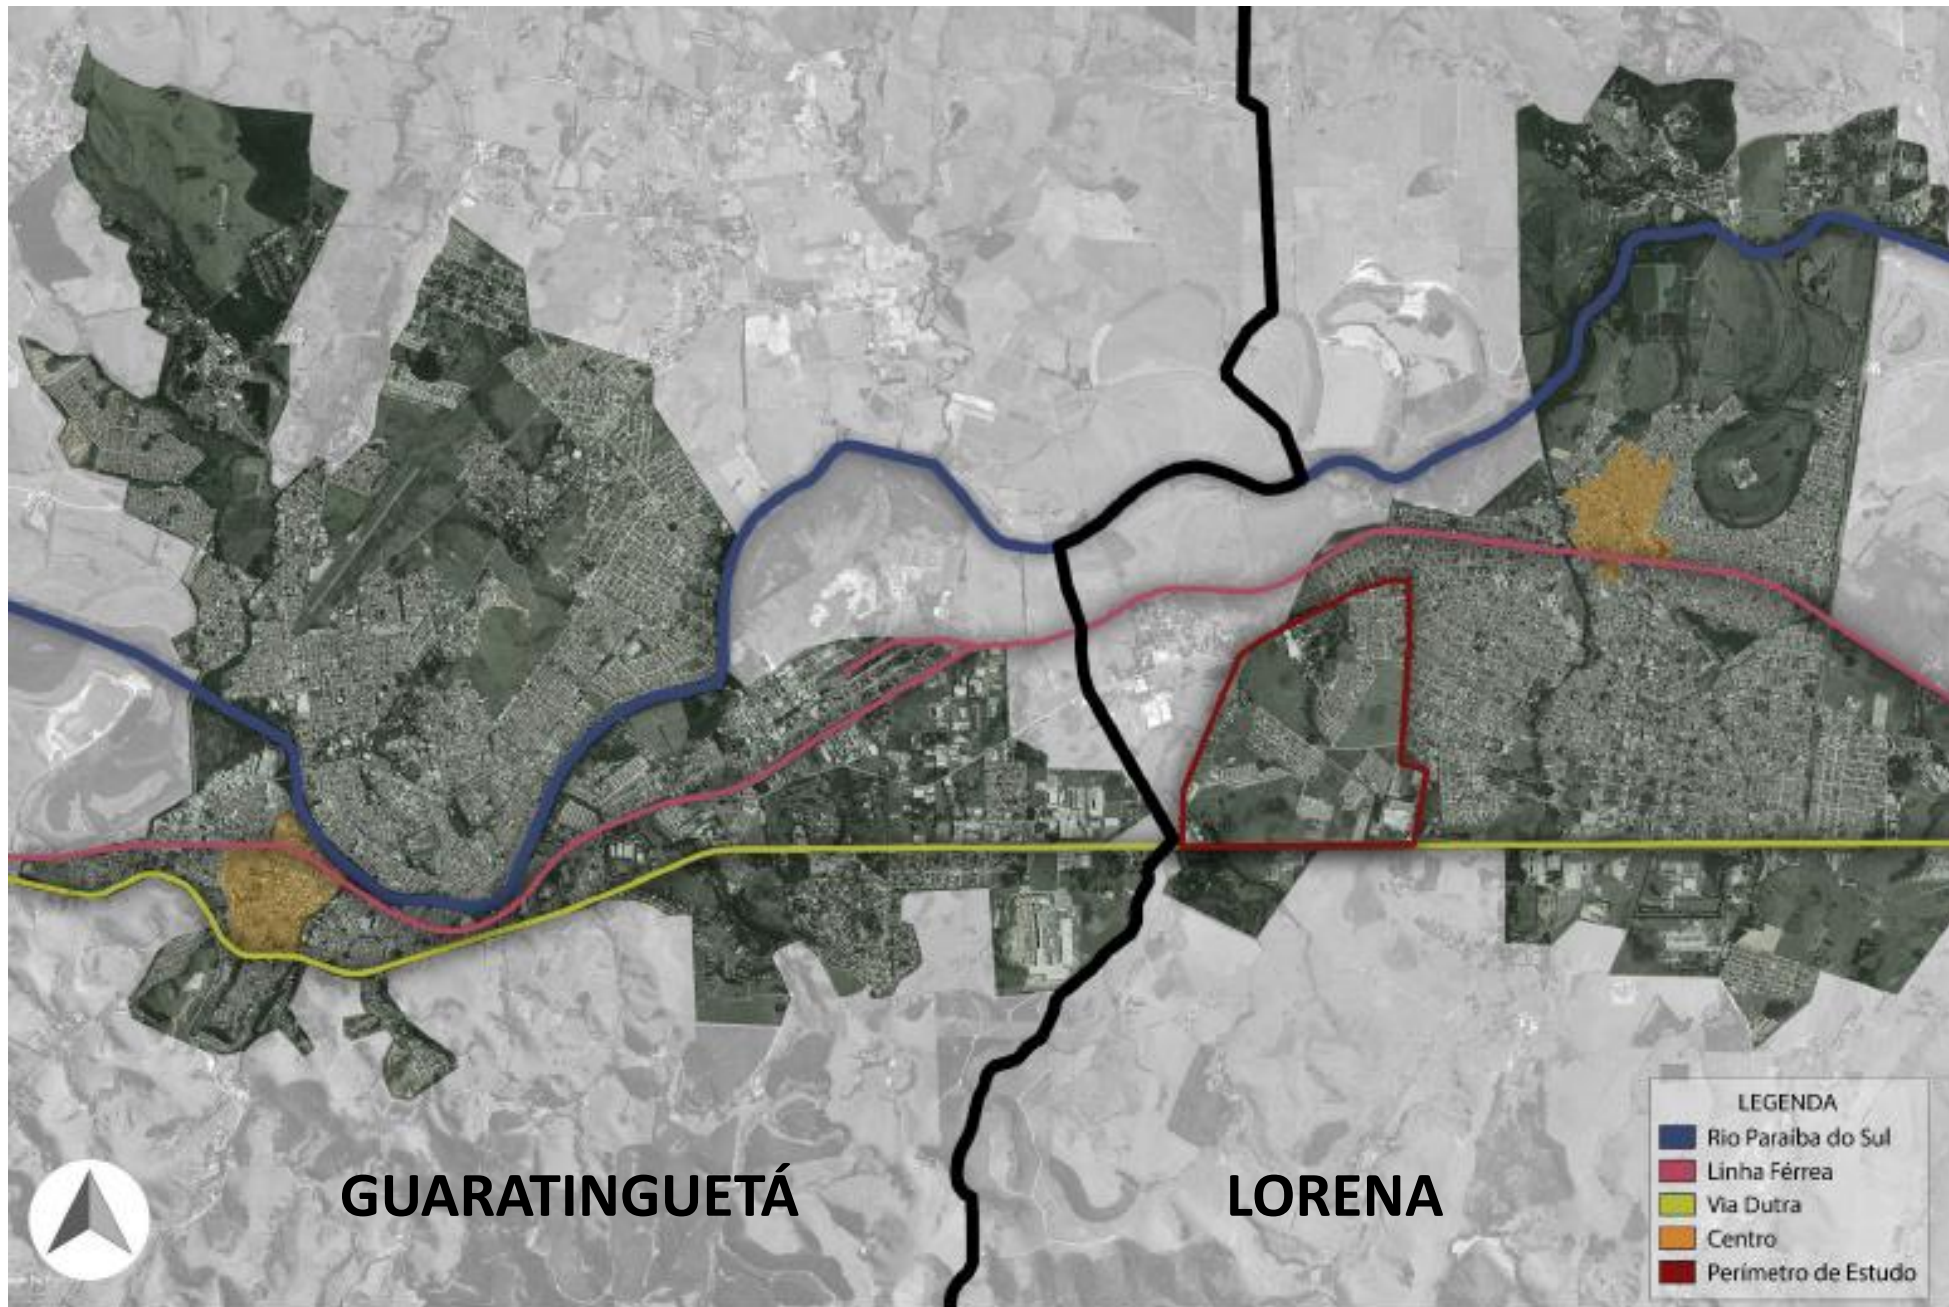 GUARATINGUETÁ
LORENA
LEGENDA
Rio Paraíba do Sul
Linha Férrea
Via Dutra
Centro
Perímetro de Estudo